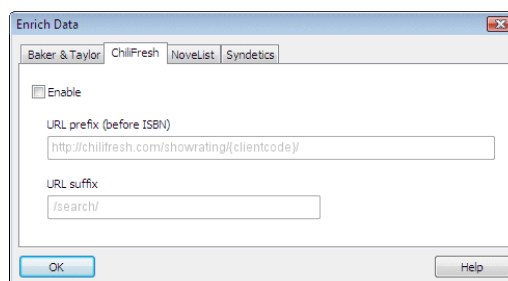 Enrich Data
Baker & Taylor ChiliFresh NoveList Syndetics
Enable
URL prefix (before ISBN)
http://chilifresh.com/showrating/{clientcode}/
URL suffix
/search/
OK Help